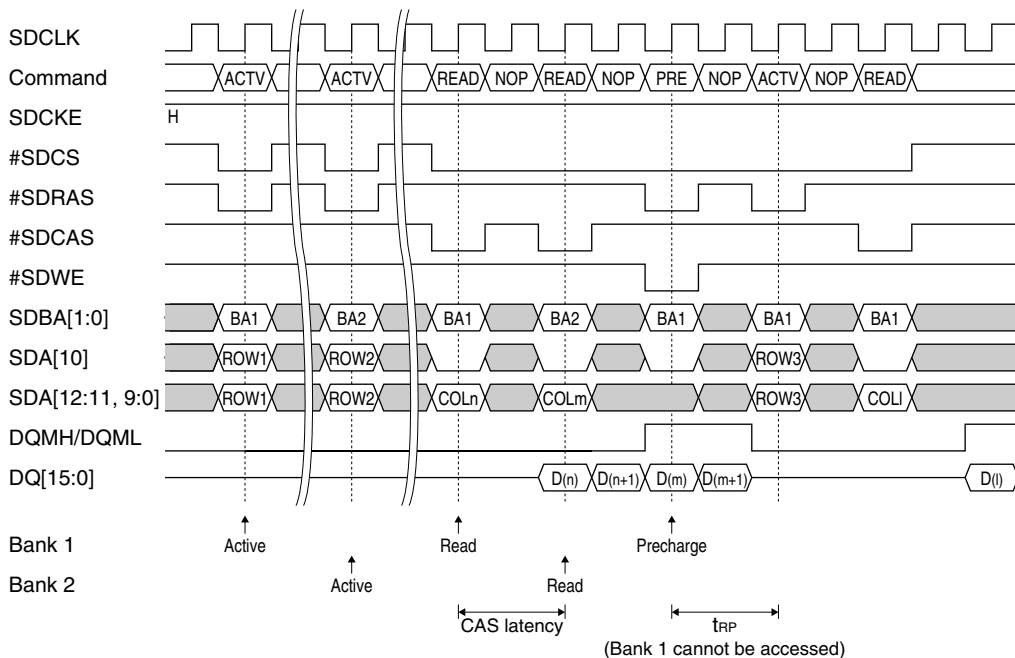 SDCLK
Command ACTV ACTV READ NOP READ NOP PRE NOP ACTV NOP READ
SDCKE H
#SDCS
#SDRAS
#SDCAS
#SDWE
SDBA[1:0] BA1 BA2 BA1 BA2 BA1 BA1 BA1
SDA[10] ROW1 ROW2 ROW3
SDA[12:11, 9:0] ROW1 ROW2 COLn COLm ROW3 COLl
DQMH/DQML
DQ[15:0] D(n) D(n+1) D(m) D(m+1) D(l)
Bank 1 Active Read Precharge
Bank 2 Active Read
CAS latency tRP
(Bank 1 cannot be accessed)